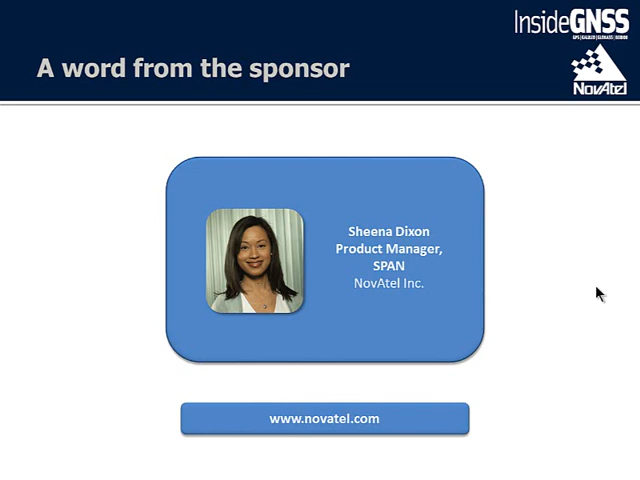 InsideGNSS
GPS | GALILEO | GLONASS | BEIDOU
A word from the sponsor
NovAtel
Sheena Dixon
Product Manager,
SPAN
NovAtel Inc.
www.novatel.com